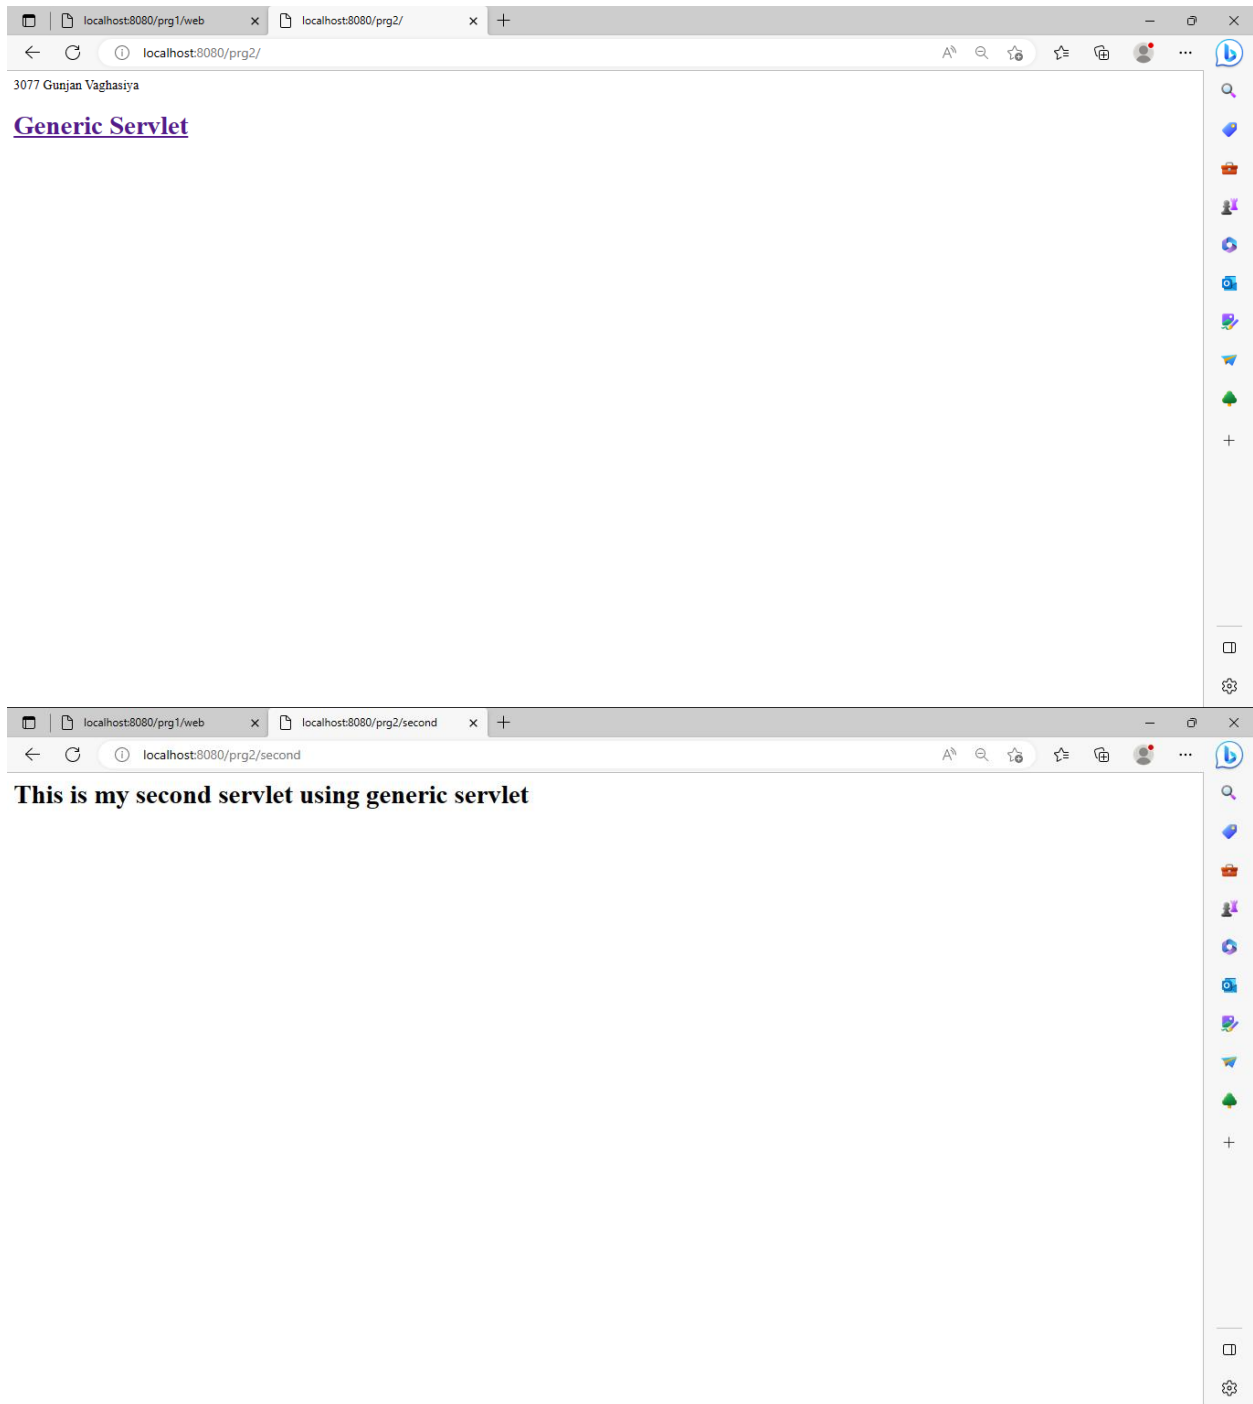 localhost:8080/prg1/web
localhost:8080/prg2/
localhost:8080/prg2/
3077 Gunjan Vaghasiya
Generic Servlet
localhost:8080/prg1/web
localhost:8080/prg2/second
localhost:8080/prg2/second
This is my second servlet using generic servlet